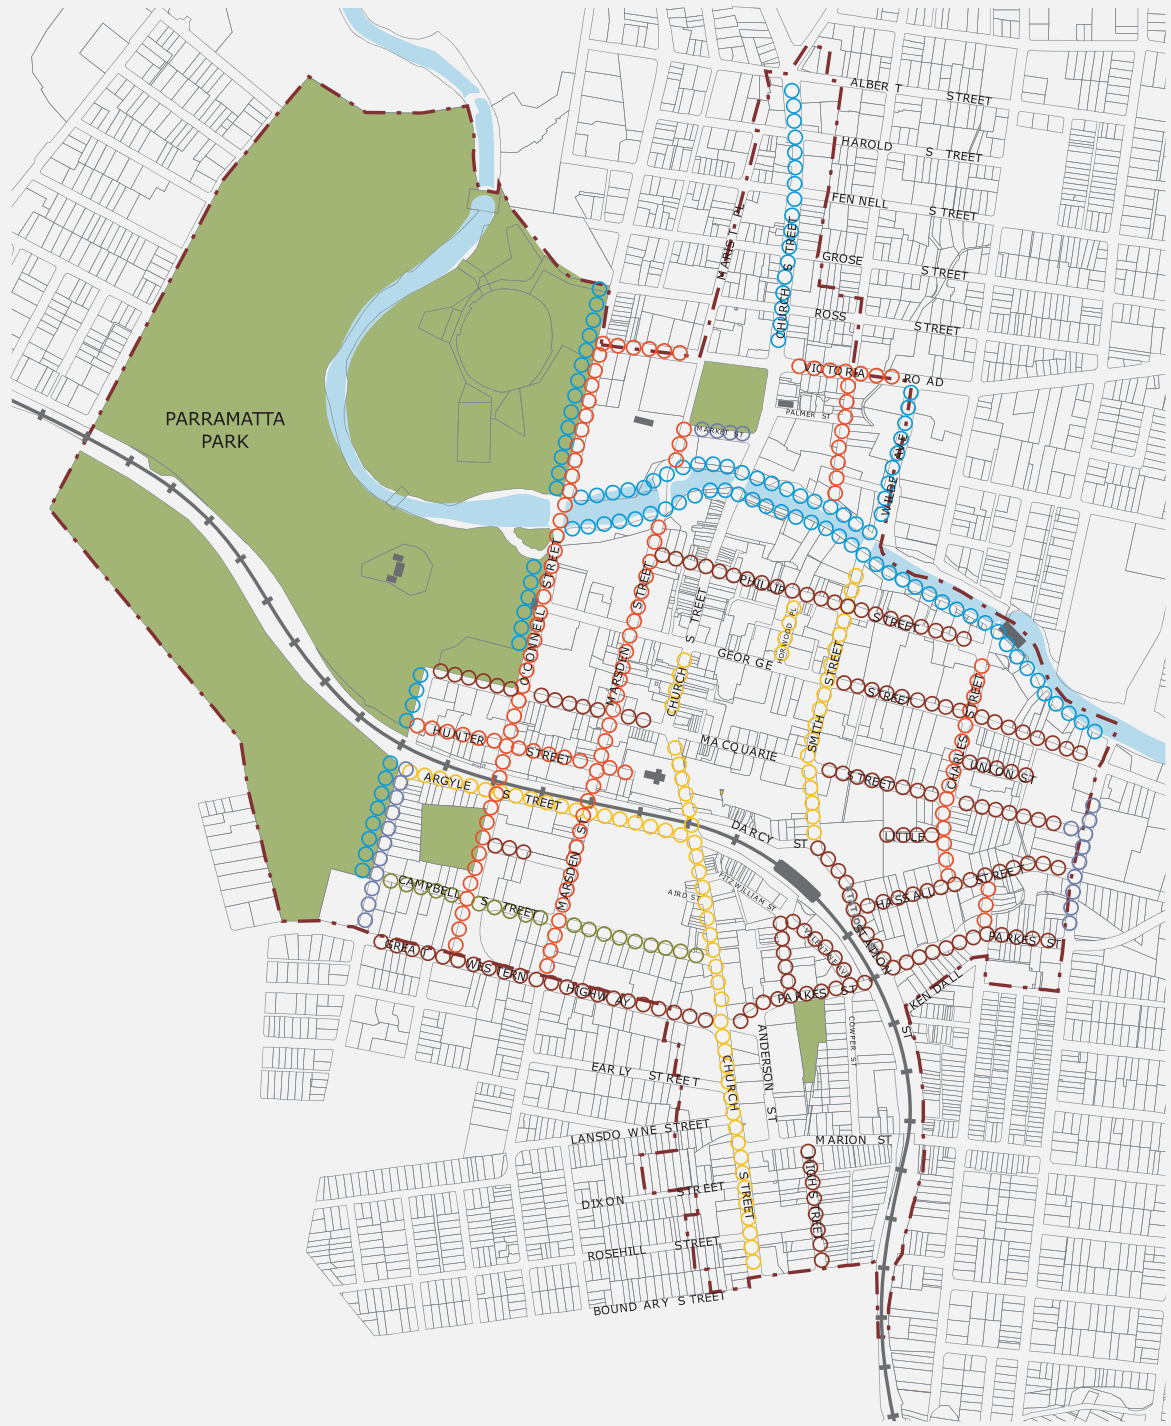 ALBERT STREET
HAROLD STREET
FENNELL STREET
MARIST PL
CHURCH STREET
GROSE STREET
ROSS STREET
VICTORIA ROAD
PALMER ST
PARRAMATTA
PARK
MARKET ST
WILDE AVE
O'CONNELL STREET
MARSDEN STREET
PHILLIP STREET
HORWOOD PL
GEORGE STREET
CHURCH STREET
SMITH STREET
CHARLES STREET
HUNTER STREET
MACQUARIE STREET
UNION ST
ARGYLE STREET
DARCY ST
LITTLE
MARSDEN ST
FITZWILLIAM ST
AIRD ST
CAMPBELL STREET
HASSALL STREET
STATION
VALENTINE AV
PARKES ST
GREAT WESTERN HIGHWAY
PARKES ST
KENDALL ST
ANDERSON ST
COWPER ST
EARLY STREET
CHURCH STREET
LANSDOWNE STREET
MARION ST
DIXON STREET
HIGH STREET
ROSEHILL STREET
BOUNDARY STREET